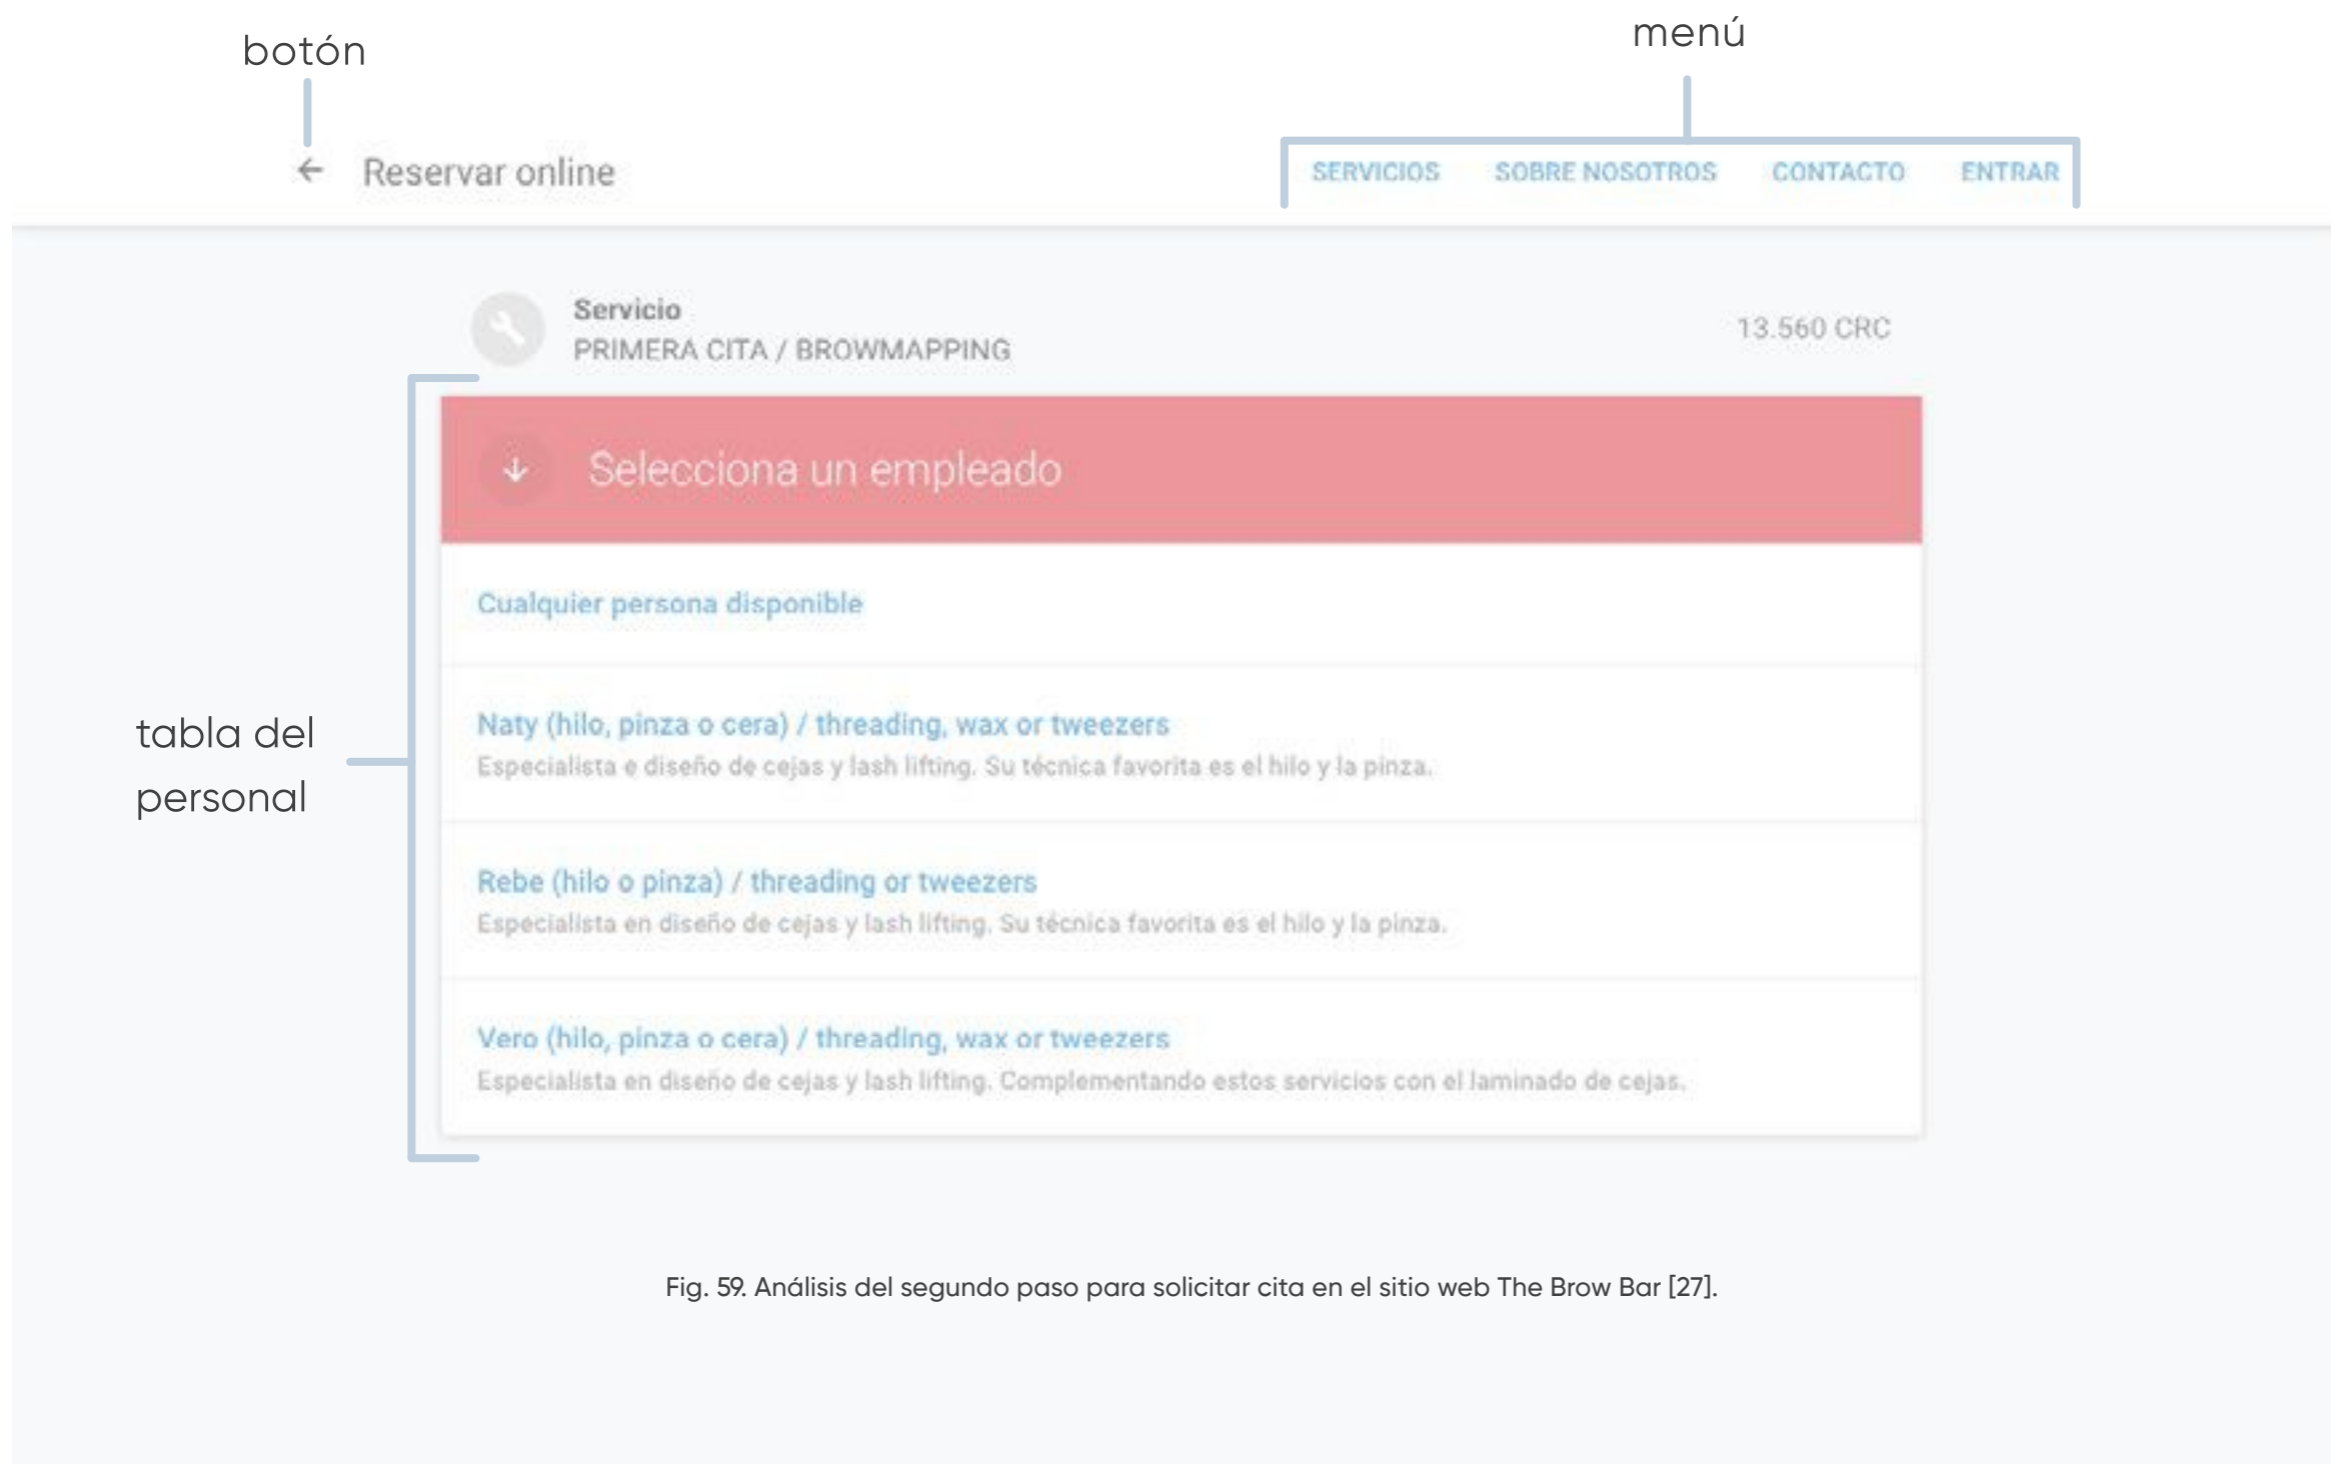 botón
menú
Reservar online
SERVICIOS SOBRE NOSOTROS CONTACTO ENTRAR
Servicio
PRIMERA CITA / BROWMAPPING
13.560 CRC
Selecciona un empleado
Cualquier persona disponible
tabla del
personal
Naty (hilo, pinza o cera) / threading, wax or tweezers
Especialista e diseño de cejas y lash lifting. Su técnica favorita es el hilo y la pinza.
Rebe (hilo o pinza) / threading or tweezers
Especialista en diseño de cejas y lash lifting. Su técnica favorita es el hilo y la pinza.
Vero (hilo, pinza o cera) / threading, wax or tweezers
Especialista en diseño de cejas y lash lifting. Complementando estos servicios con el laminado de cejas.
Fig. 59. Análisis del segundo paso para solicitar cita en el sitio web The Brow Bar [27].